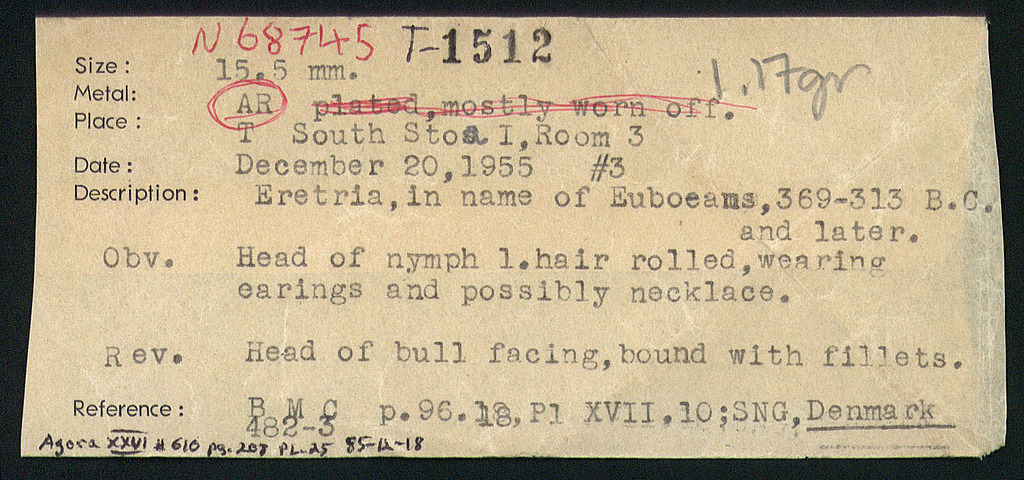 N 68745 T-1512
Size: 15.5 mm. 1.17gr
Metal: AR plated, mostly worn off.
Place: T South Stoa I, Room 3
Date: December 20, 1955 #3
Description: Eretria, in name of Euboeans, 369-313 B.C.
and later.
Obv. Head of nymph l. hair rolled, wearing
earings and possibly necklace.
Rev. Head of bull facing, bound with fillets.
Reference: B M C p.96.18, Pl XVII.10; SNG, Denmark
482-3
Agora XXVI #610 pg. 207 PL.25 85-12-18